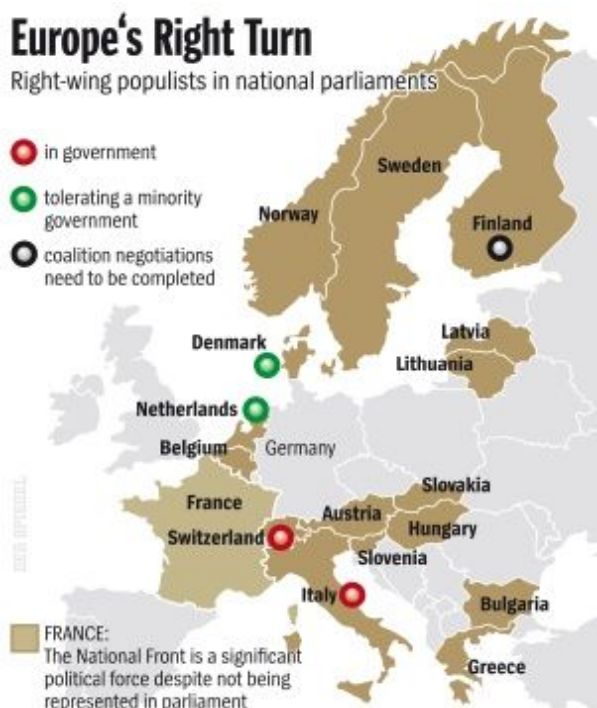 Europe's Right Turn
Right-wing populists in national parliaments
in government
tolerating a minority
government
coalition negotiations
need to be completed
Sweden
Norway
Finland
Denmark
Latvia
Lithuania
Netherlands
Belgium
Germany
Slovakia
France
Austria
Hungary
Switzerland
Slovenia
Italy
Bulgaria
Greece
FRANCE:
The National Front is a significant
political force despite not being
represented in parliament
DER SPIEGEL